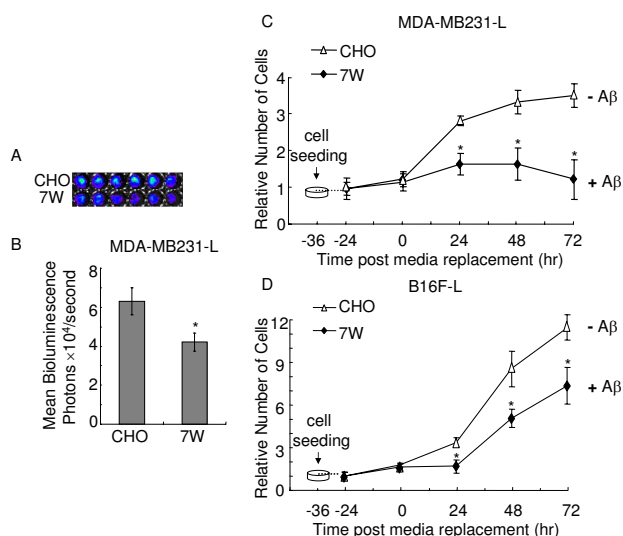 A
CHO
7W
B
MDA-MB231-L
Mean Bioluminescence
Photons ×10⁴/second
8
6
4
2
0
*
CHO 7W
C
MDA-MB231-L
CHO
7W
Relative Number of Cells
4
3
2
1
0
cell
seeding
* * *
- Aβ
+ Aβ
-36 -24 0 24 48 72
Time post media replacement (hr)
D
B16F-L
CHO
7W
Relative Number of Cells
12
9
6
3
0
cell
seeding
* * *
- Aβ
+ Aβ
-36 -24 0 24 48 72
Time post media replacement (hr)